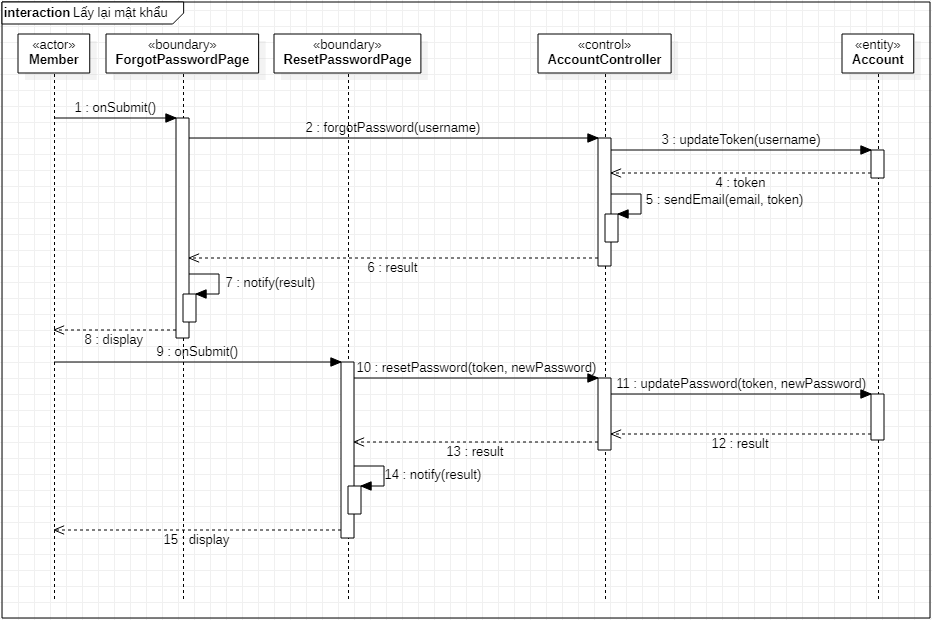 interaction Lấy lại mật khẩu
«actor»
Member
«boundary»
ForgotPasswordPage
«boundary»
ResetPasswordPage
«control»
AccountController
«entity»
Account
1 : onSubmit()
2 : forgotPassword(username)
3 : updateToken(username)
4 : token
5 : sendEmail(email, token)
6 : result
7 : notify(result)
8 : display
9 : onSubmit()
10 : resetPassword(token, newPassword)
11 : updatePassword(token, newPassword)
12 : result
13 : result
14 : notify(result)
15 : display